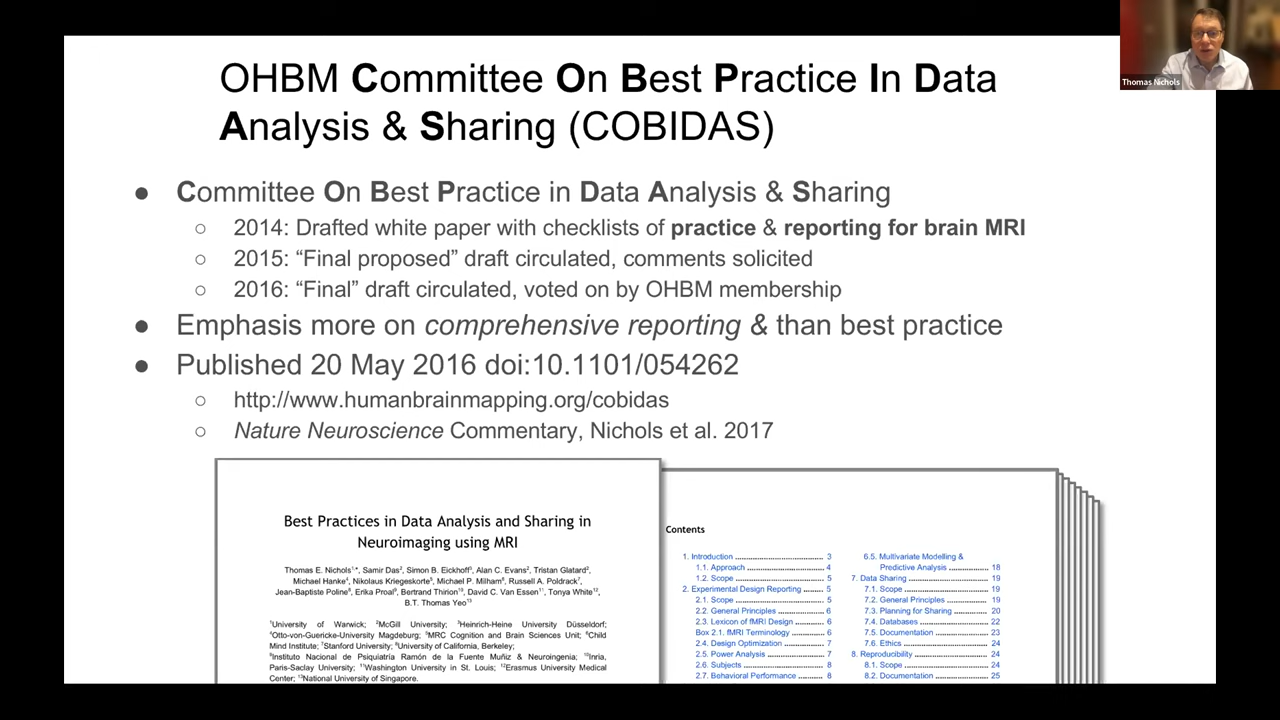 OHBM Committee On Best Practice In Data
Analysis & Sharing (COBIDAS)
Thomas Nichols
● Committee On Best Practice in Data Analysis & Sharing
○ 2014: Drafted white paper with checklists of practice & reporting for brain MRI
○ 2015: “Final proposed” draft circulated, comments solicited
○ 2016: “Final” draft circulated, voted on by OHBM membership
● Emphasis more on comprehensive reporting & than best practice
● Published 20 May 2016 doi:10.1101/054262
○ http://www.humanbrainmapping.org/cobidas
○ Nature Neuroscience Commentary, Nichols et al. 2017
Best Practices in Data Analysis and Sharing in
Neuroimaging using MRI
Thomas E. Nichols¹,*, Samir Das², Simon B. Eickhoff³, Alan C. Evans², Tristan Glatard²,
Michael Hanke⁴, Nikolaus Kriegeskorte⁵, Michael P. Milham⁶, Russell A. Poldrack⁷,
Jean-Baptiste Poline⁸, Erika Proal⁹, Bertrand Thirion¹⁰, David C. Van Essen¹¹, Tonya White¹²,
B.T. Thomas Yeo¹³
¹University of Warwick; ²McGill University; ³Heinrich-Heine University Düsseldorf;
⁴Otto-von-Guericke-University Magdeburg; ⁵MRC Cognition and Brain Sciences Unit; ⁶Child
Mind Institute; ⁷Stanford University; ⁸University of California, Berkeley;
⁹Instituto Nacional de Psiquiatría Ramón de la Fuente Muñiz & Neuroingenia; ¹⁰Inria,
Paris-Saclay University; ¹¹Washington University in St. Louis; ¹²Erasmus University Medical
Center; ¹³National University of Singapore.
Contents
1. Introduction 3
1.1. Approach 4
1.2. Scope 5
2. Experimental Design Reporting 5
2.1. Scope 5
2.2. General Principles 6
2.3. Lexicon of fMRI Design 6
Box 2.1. fMRI Terminology 6
2.4. Design Optimization 7
2.5. Power Analysis 7
2.6. Subjects 8
2.7. Behavioral Performance 8
6.5. Multivariate Modelling &
Predictive Analysis 18
7. Data Sharing 19
7.1. Scope 19
7.2. General Principles 19
7.3. Planning for Sharing 20
7.4. Databases 22
7.5. Documentation 23
7.6. Ethics 24
8. Reproducibility 24
8.1. Scope 24
8.2. Documentation 25